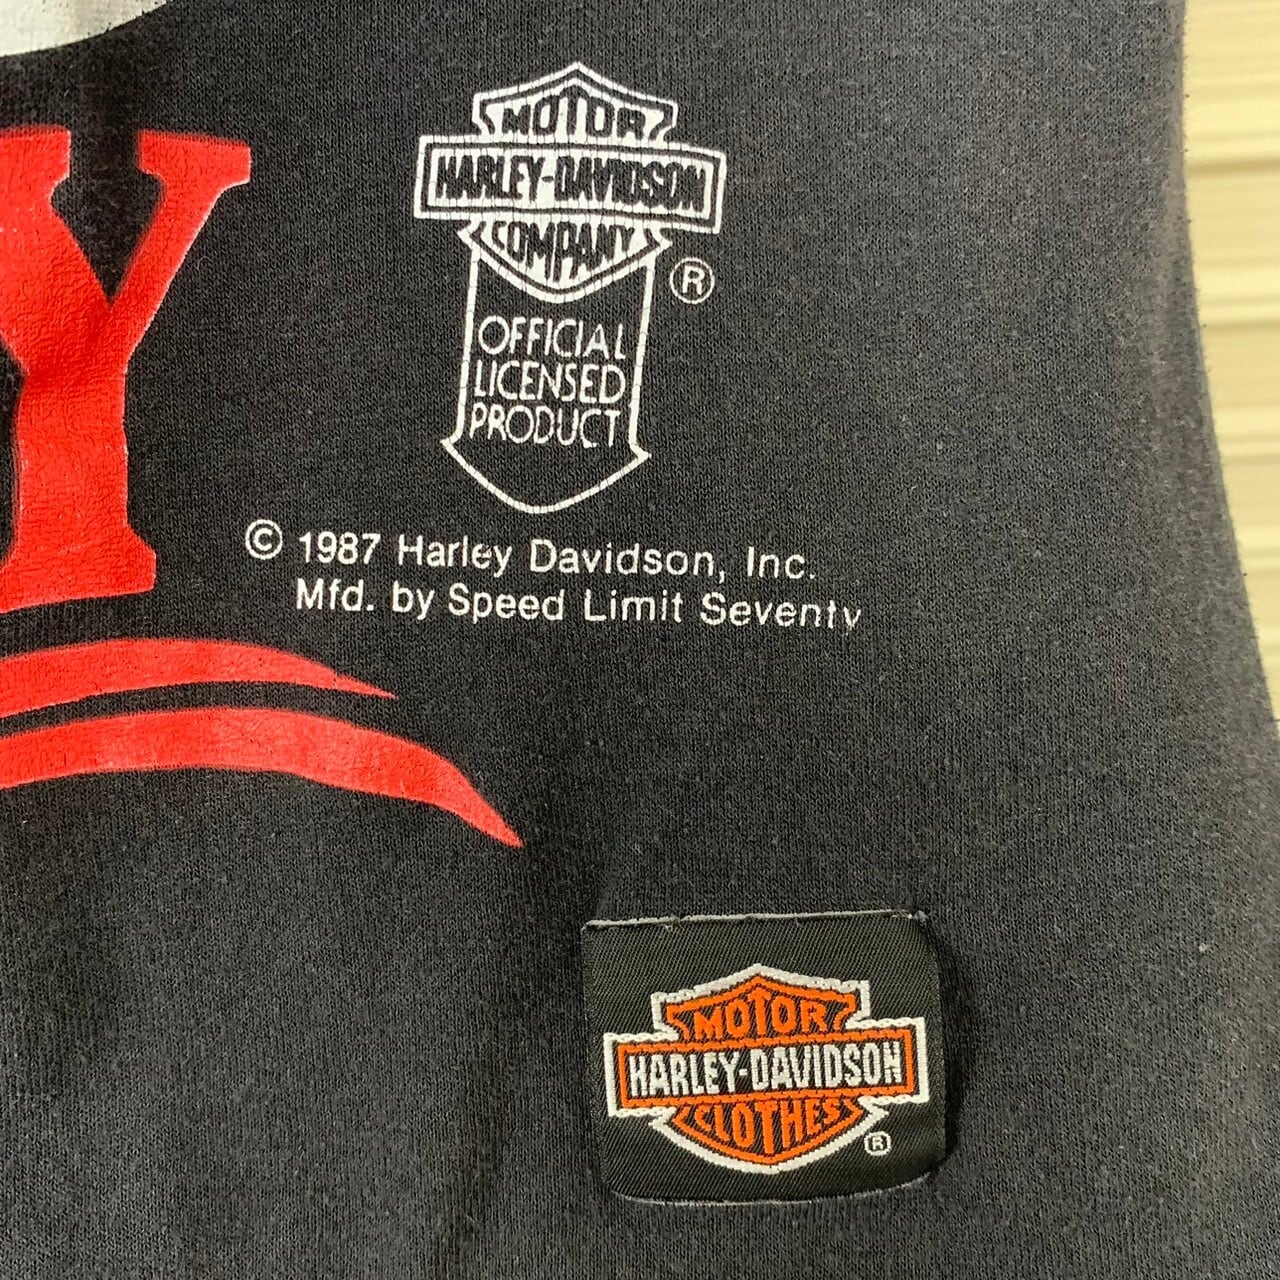 Y
MOTOR
HARLEY-DAVIDSON
COMPANY
®
OFFICIAL
LICENSED
PRODUCT
© 1987 Harley Davidson, Inc.
Mfd. by Speed Limit Seventy
MOTOR
HARLEY-DAVIDSON
CLOTHES
®